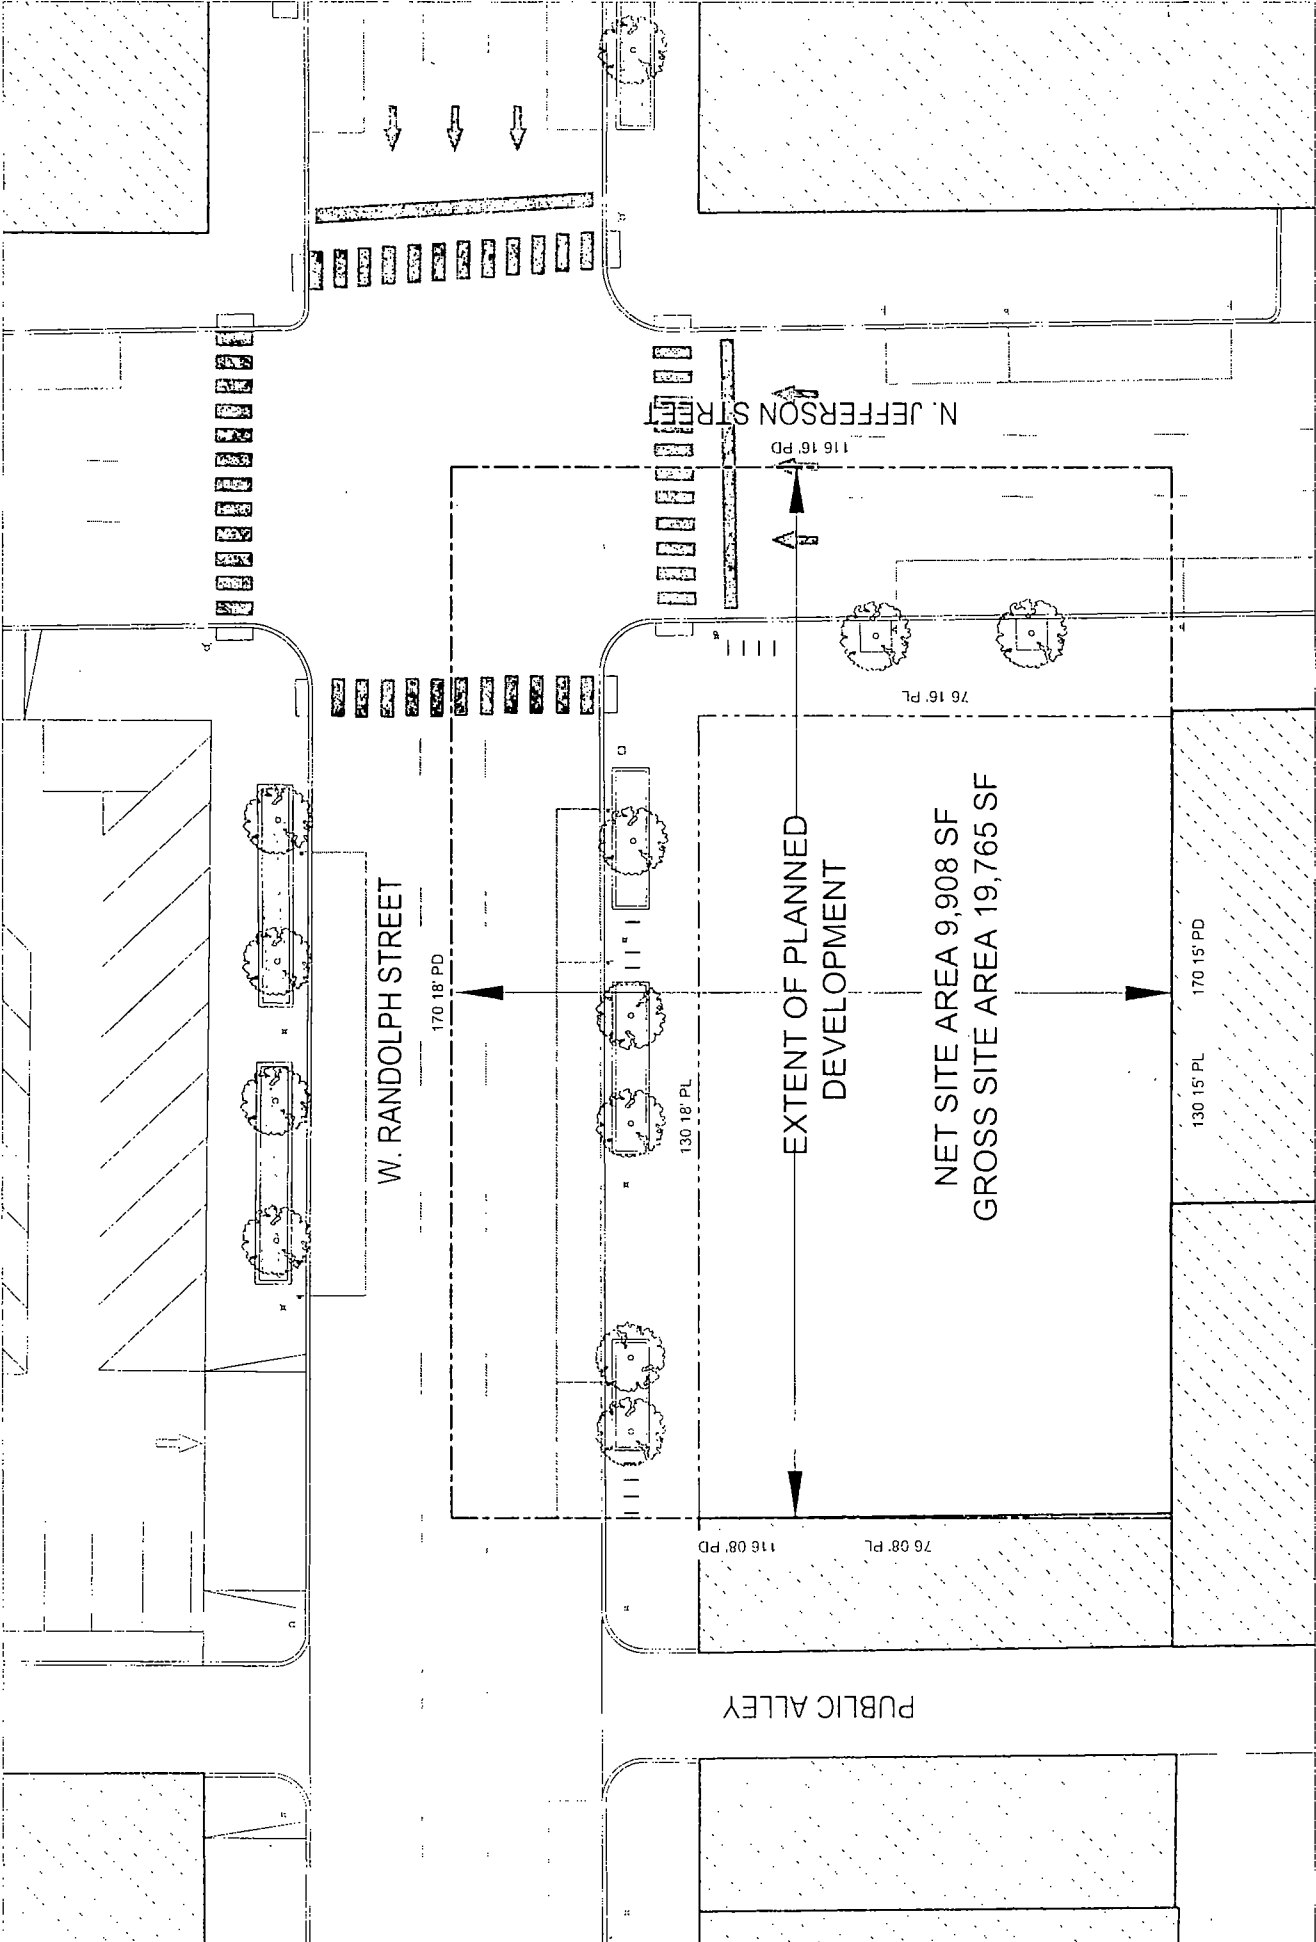 N. JEFFERSON STREET
116 16' PD
76 16' PL
W. RANDOLPH STREET
170 18' PD
130 18' PL
EXTENT OF PLANNED
DEVELOPMENT
NET SITE AREA 9,908 SF
GROSS SITE AREA 19,765 SF
170 15' PD
130 15' PL
116 08' PD
76 08' PL
PUBLIC ALLEY